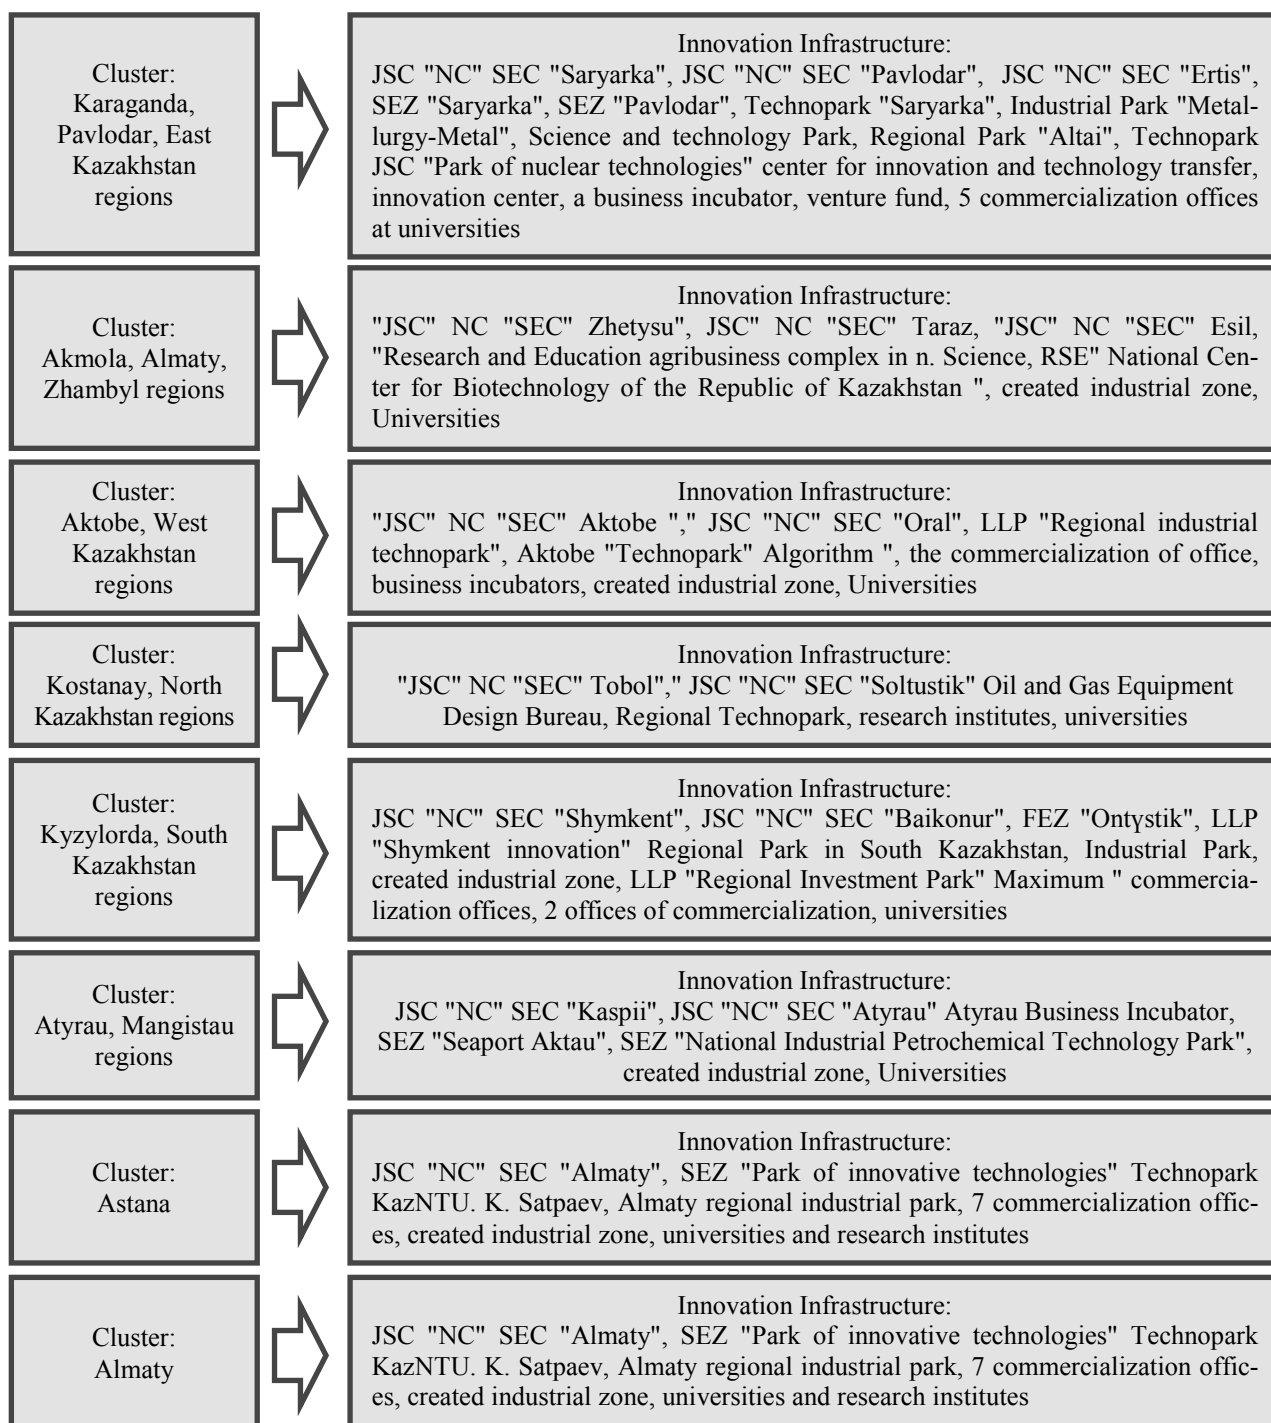 Cluster:
Karaganda,
Pavlodar, East
Kazakhstan
regions
Innovation Infrastructure:
JSC "NC" SEC "Saryarka", JSC "NC" SEC "Pavlodar", JSC "NC" SEC "Ertis",
SEZ "Saryarka", SEZ "Pavlodar", Technopark "Saryarka", Industrial Park "Metal-
lurgy-Metal", Science and technology Park, Regional Park "Altai", Technopark
JSC "Park of nuclear technologies" center for innovation and technology transfer,
innovation center, a business incubator, venture fund, 5 commercialization offices
at universities
Cluster:
Akmola, Almaty,
Zhambyl regions
Innovation Infrastructure:
"JSC" NC "SEC" Zhetysu", JSC" NC "SEC" Taraz, "JSC" NC "SEC" Esil,
"Research and Education agribusiness complex in n. Science, RSE" National Cen-
ter for Biotechnology of the Republic of Kazakhstan ", created industrial zone,
Universities
Cluster:
Aktobe, West
Kazakhstan
regions
Innovation Infrastructure:
"JSC" NC "SEC" Aktobe "," JSC "NC" SEC "Oral", LLP "Regional industrial
technopark", Aktobe "Technopark" Algorithm ", the commercialization of office,
business incubators, created industrial zone, Universities
Cluster:
Kostanay, North
Kazakhstan regions
Innovation Infrastructure:
"JSC" NC "SEC" Tobol"," JSC "NC" SEC "Soltustik" Oil and Gas Equipment
Design Bureau, Regional Technopark, research institutes, universities
Cluster:
Kyzylorda, South
Kazakhstan
regions
Innovation Infrastructure:
JSC "NC" SEC "Shymkent", JSC "NC" SEC "Baikonur", FEZ "Ontүstik", LLP
"Shymkent innovation" Regional Park in South Kazakhstan, Industrial Park,
created industrial zone, LLP "Regional Investment Park" Maximum " commercia-
lization offices, 2 offices of commercialization, universities
Cluster:
Atyrau, Mangistau
regions
Innovation Infrastructure:
JSC "NC" SEC "Kaspii", JSC "NC" SEC "Atyrau" Atyrau Business Incubator,
SEZ "Seaport Aktau", SEZ "National Industrial Petrochemical Technology Park",
created industrial zone, Universities
Cluster:
Astana
Innovation Infrastructure:
JSC "NC" SEC "Almaty", SEZ "Park of innovative technologies" Technopark
KazNTU. K. Satpaev, Almaty regional industrial park, 7 commercialization offic-
es, created industrial zone, universities and research institutes
Cluster:
Almaty
Innovation Infrastructure:
JSC "NC" SEC "Almaty", SEZ "Park of innovative technologies" Technopark
KazNTU. K. Satpaev, Almaty regional industrial park, 7 commercialization offic-
es, created industrial zone, universities and research institutes